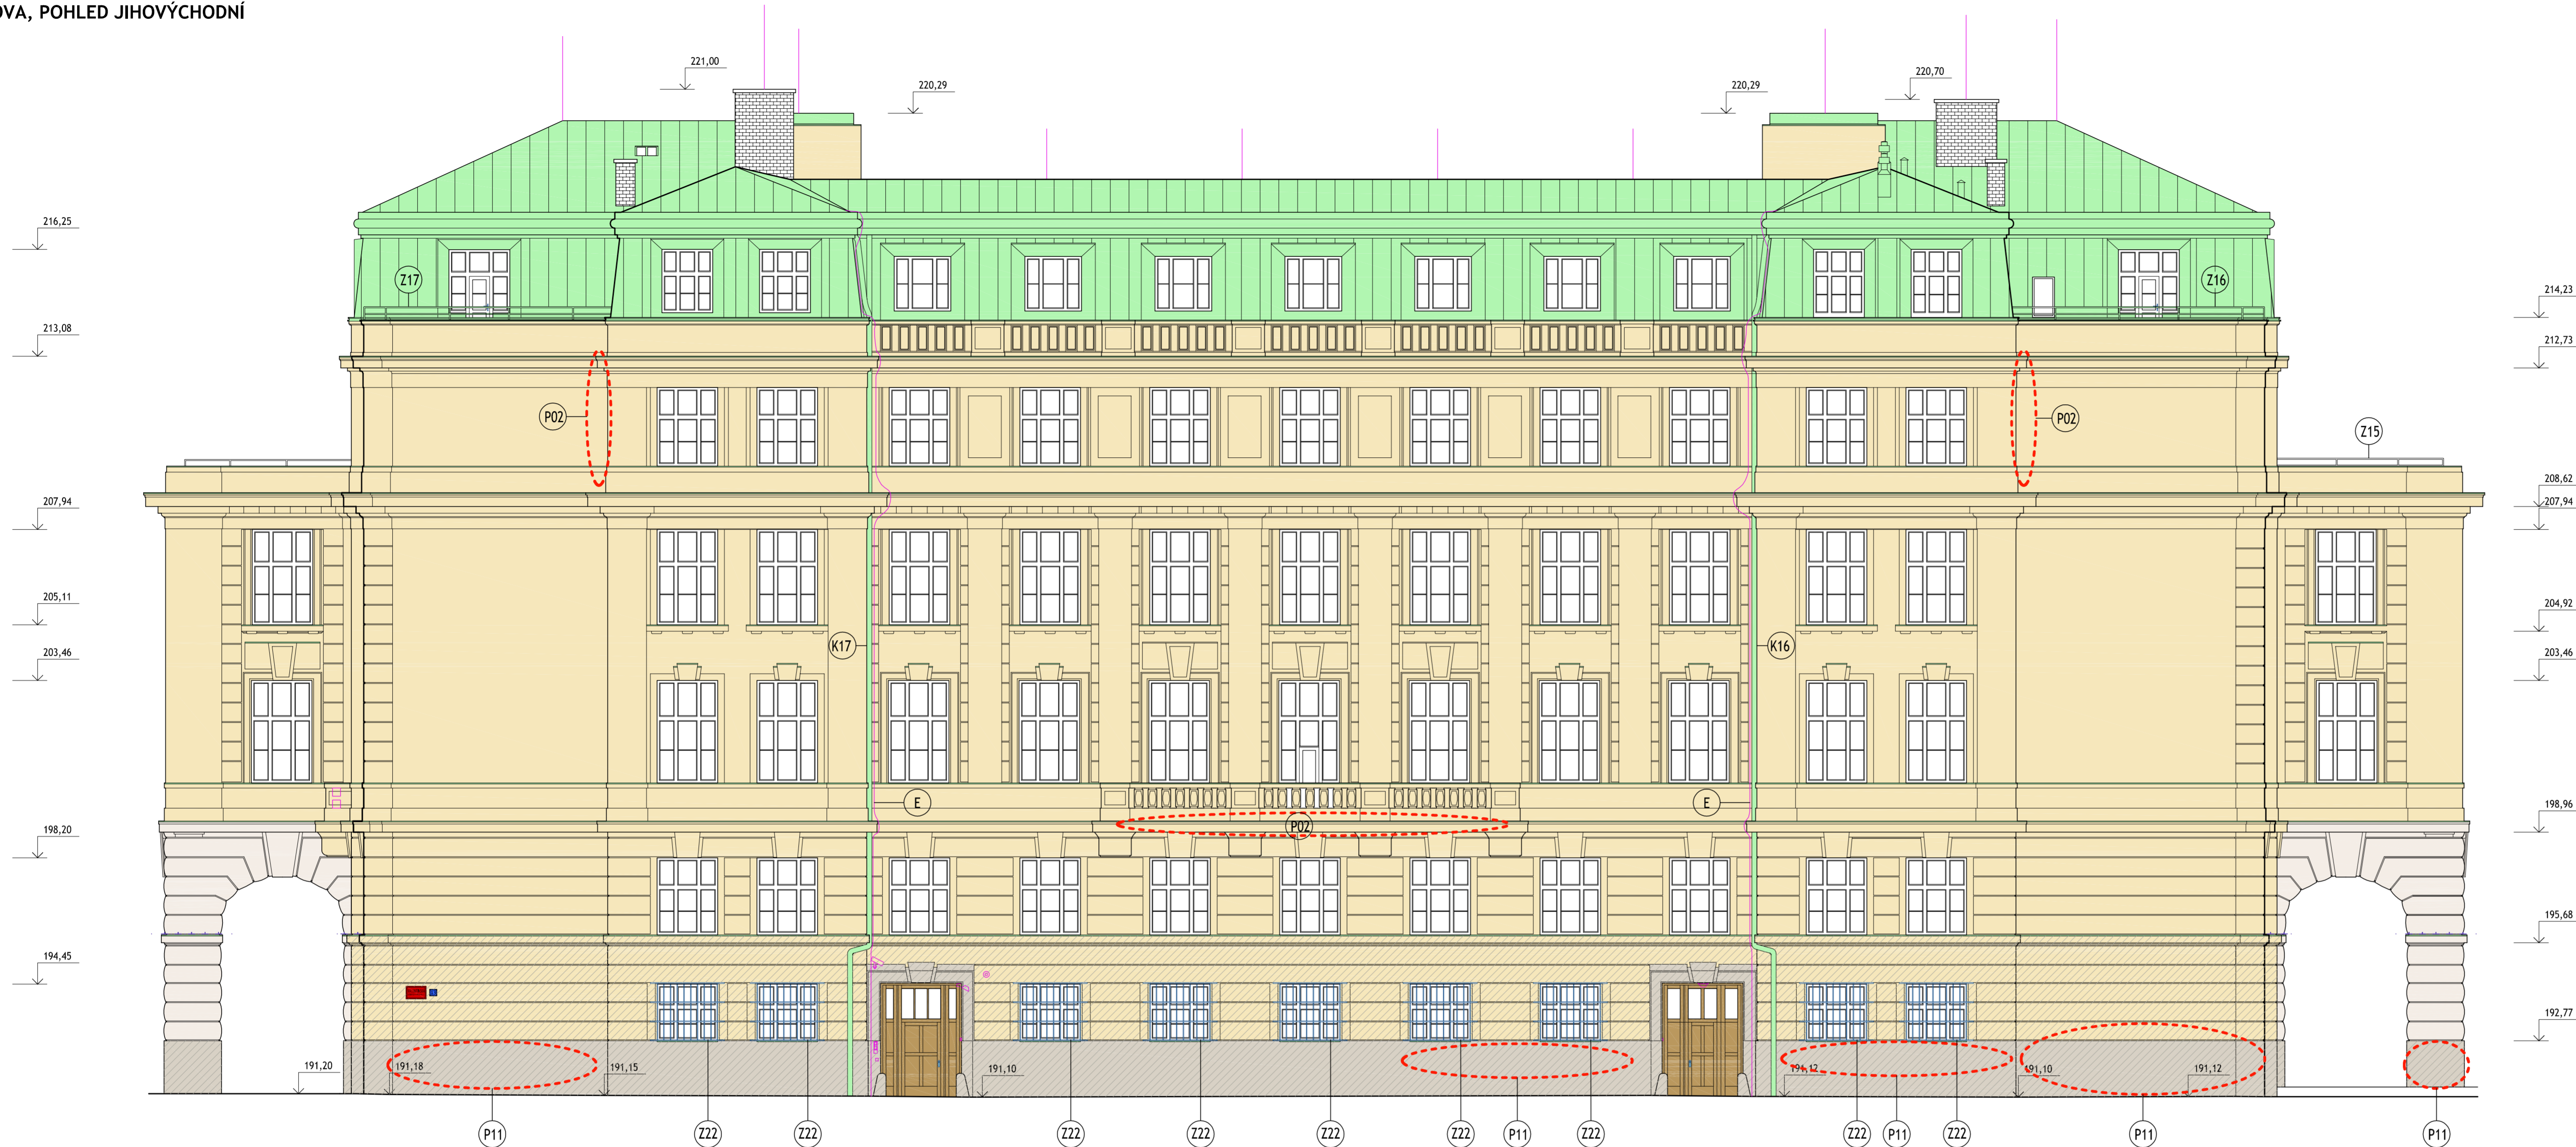 OVA, POHLED JIHOVÝCHODNÍ
221,00
220,29
220,29
220,70
216,25
Z17
Z16
214,23
213,08
212,73
P02
P02
Z15
208,62
207,94
207,94
205,11
204,92
203,46
K17
K16
203,46
E
E
198,96
198,20
P02
195,68
194,45
192,77
191,20
191,18
191,15
191,10
191,12
191,10
191,12
P11
Z22
Z22
Z22
Z22
Z22
Z22
P11
Z22
Z22
P11
Z22
P11
P11